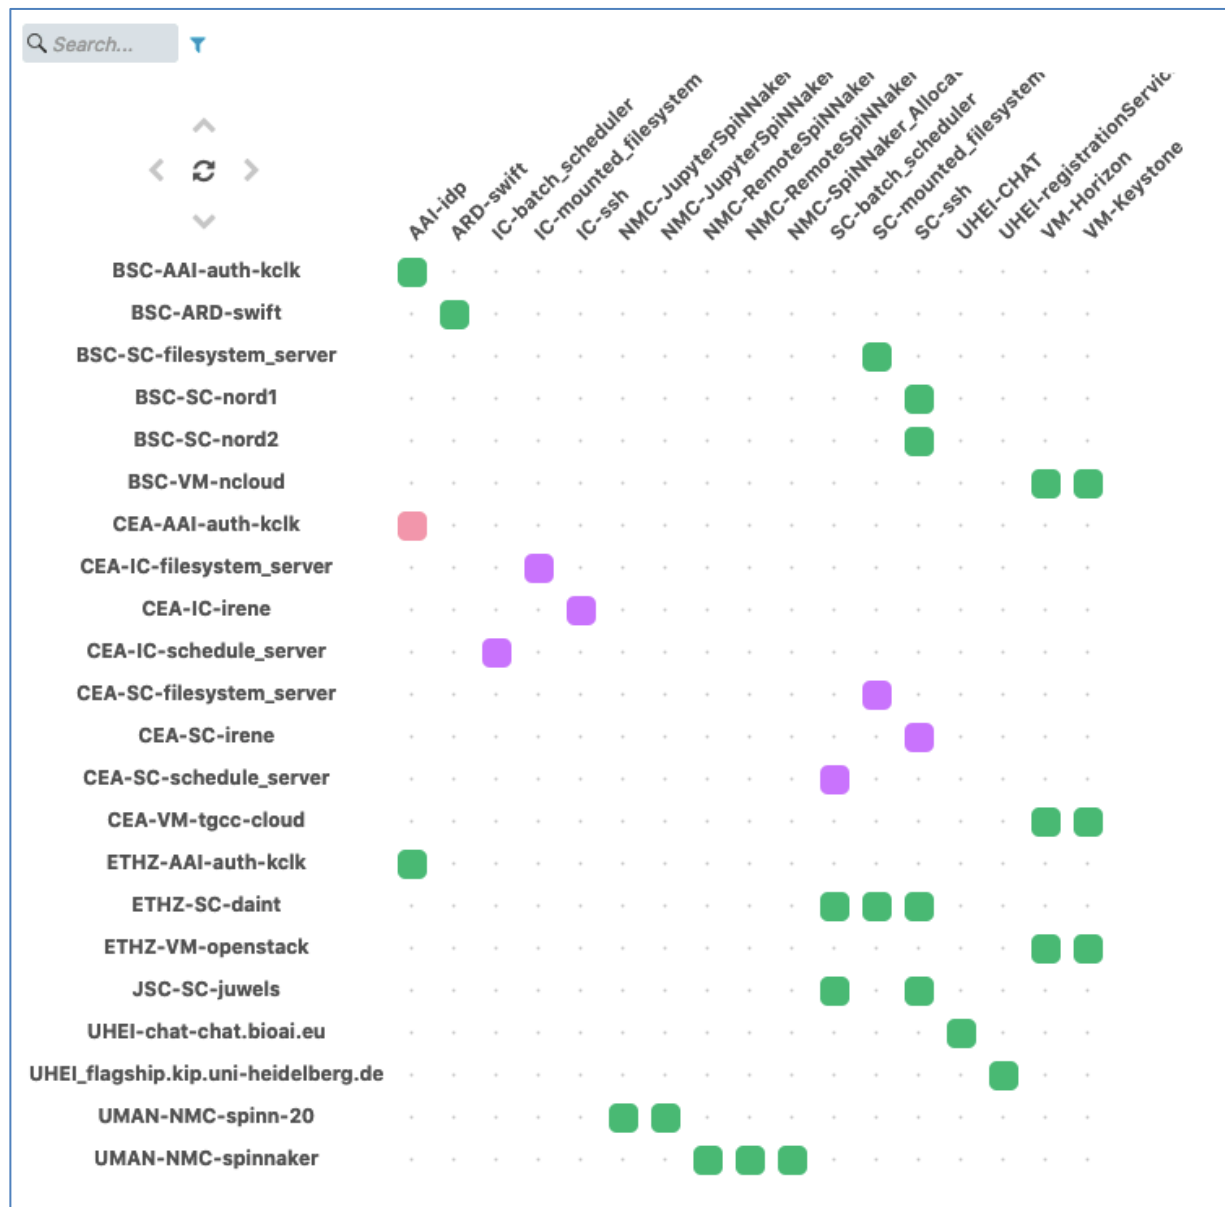 Search...
AAI-idp
ARD-swift
IC-batch_scheduler
IC-mounted_filesystem
IC-ssh
NMC-JupyterSpiNNaker
NMC-JupyterSpiNNaker
NMC-RemoteSpiNNaker
NMC-RemoteSpiNNaker
NMC-SpiNNaker_Alloca
SC-batch_scheduler
SC-mounted_filesystem
SC-ssh
UHEI-CHAT
UHEI-registrationServic
VM-Horizon
VM-Keystone
BSC-AAI-auth-kclk
BSC-ARD-swift
BSC-SC-filesystem_server
BSC-SC-nord1
BSC-SC-nord2
BSC-VM-ncloud
CEA-AAI-auth-kclk
CEA-IC-filesystem_server
CEA-IC-irene
CEA-IC-schedule_server
CEA-SC-filesystem_server
CEA-SC-irene
CEA-SC-schedule_server
CEA-VM-tgcc-cloud
ETHZ-AAI-auth-kclk
ETHZ-SC-daint
ETHZ-VM-openstack
JSC-SC-juwels
UHEI-chat-chat.bioai.eu
UHEI_flagship.kip.uni-heidelberg.de
UMAN-NMC-spinn-20
UMAN-NMC-spinnaker